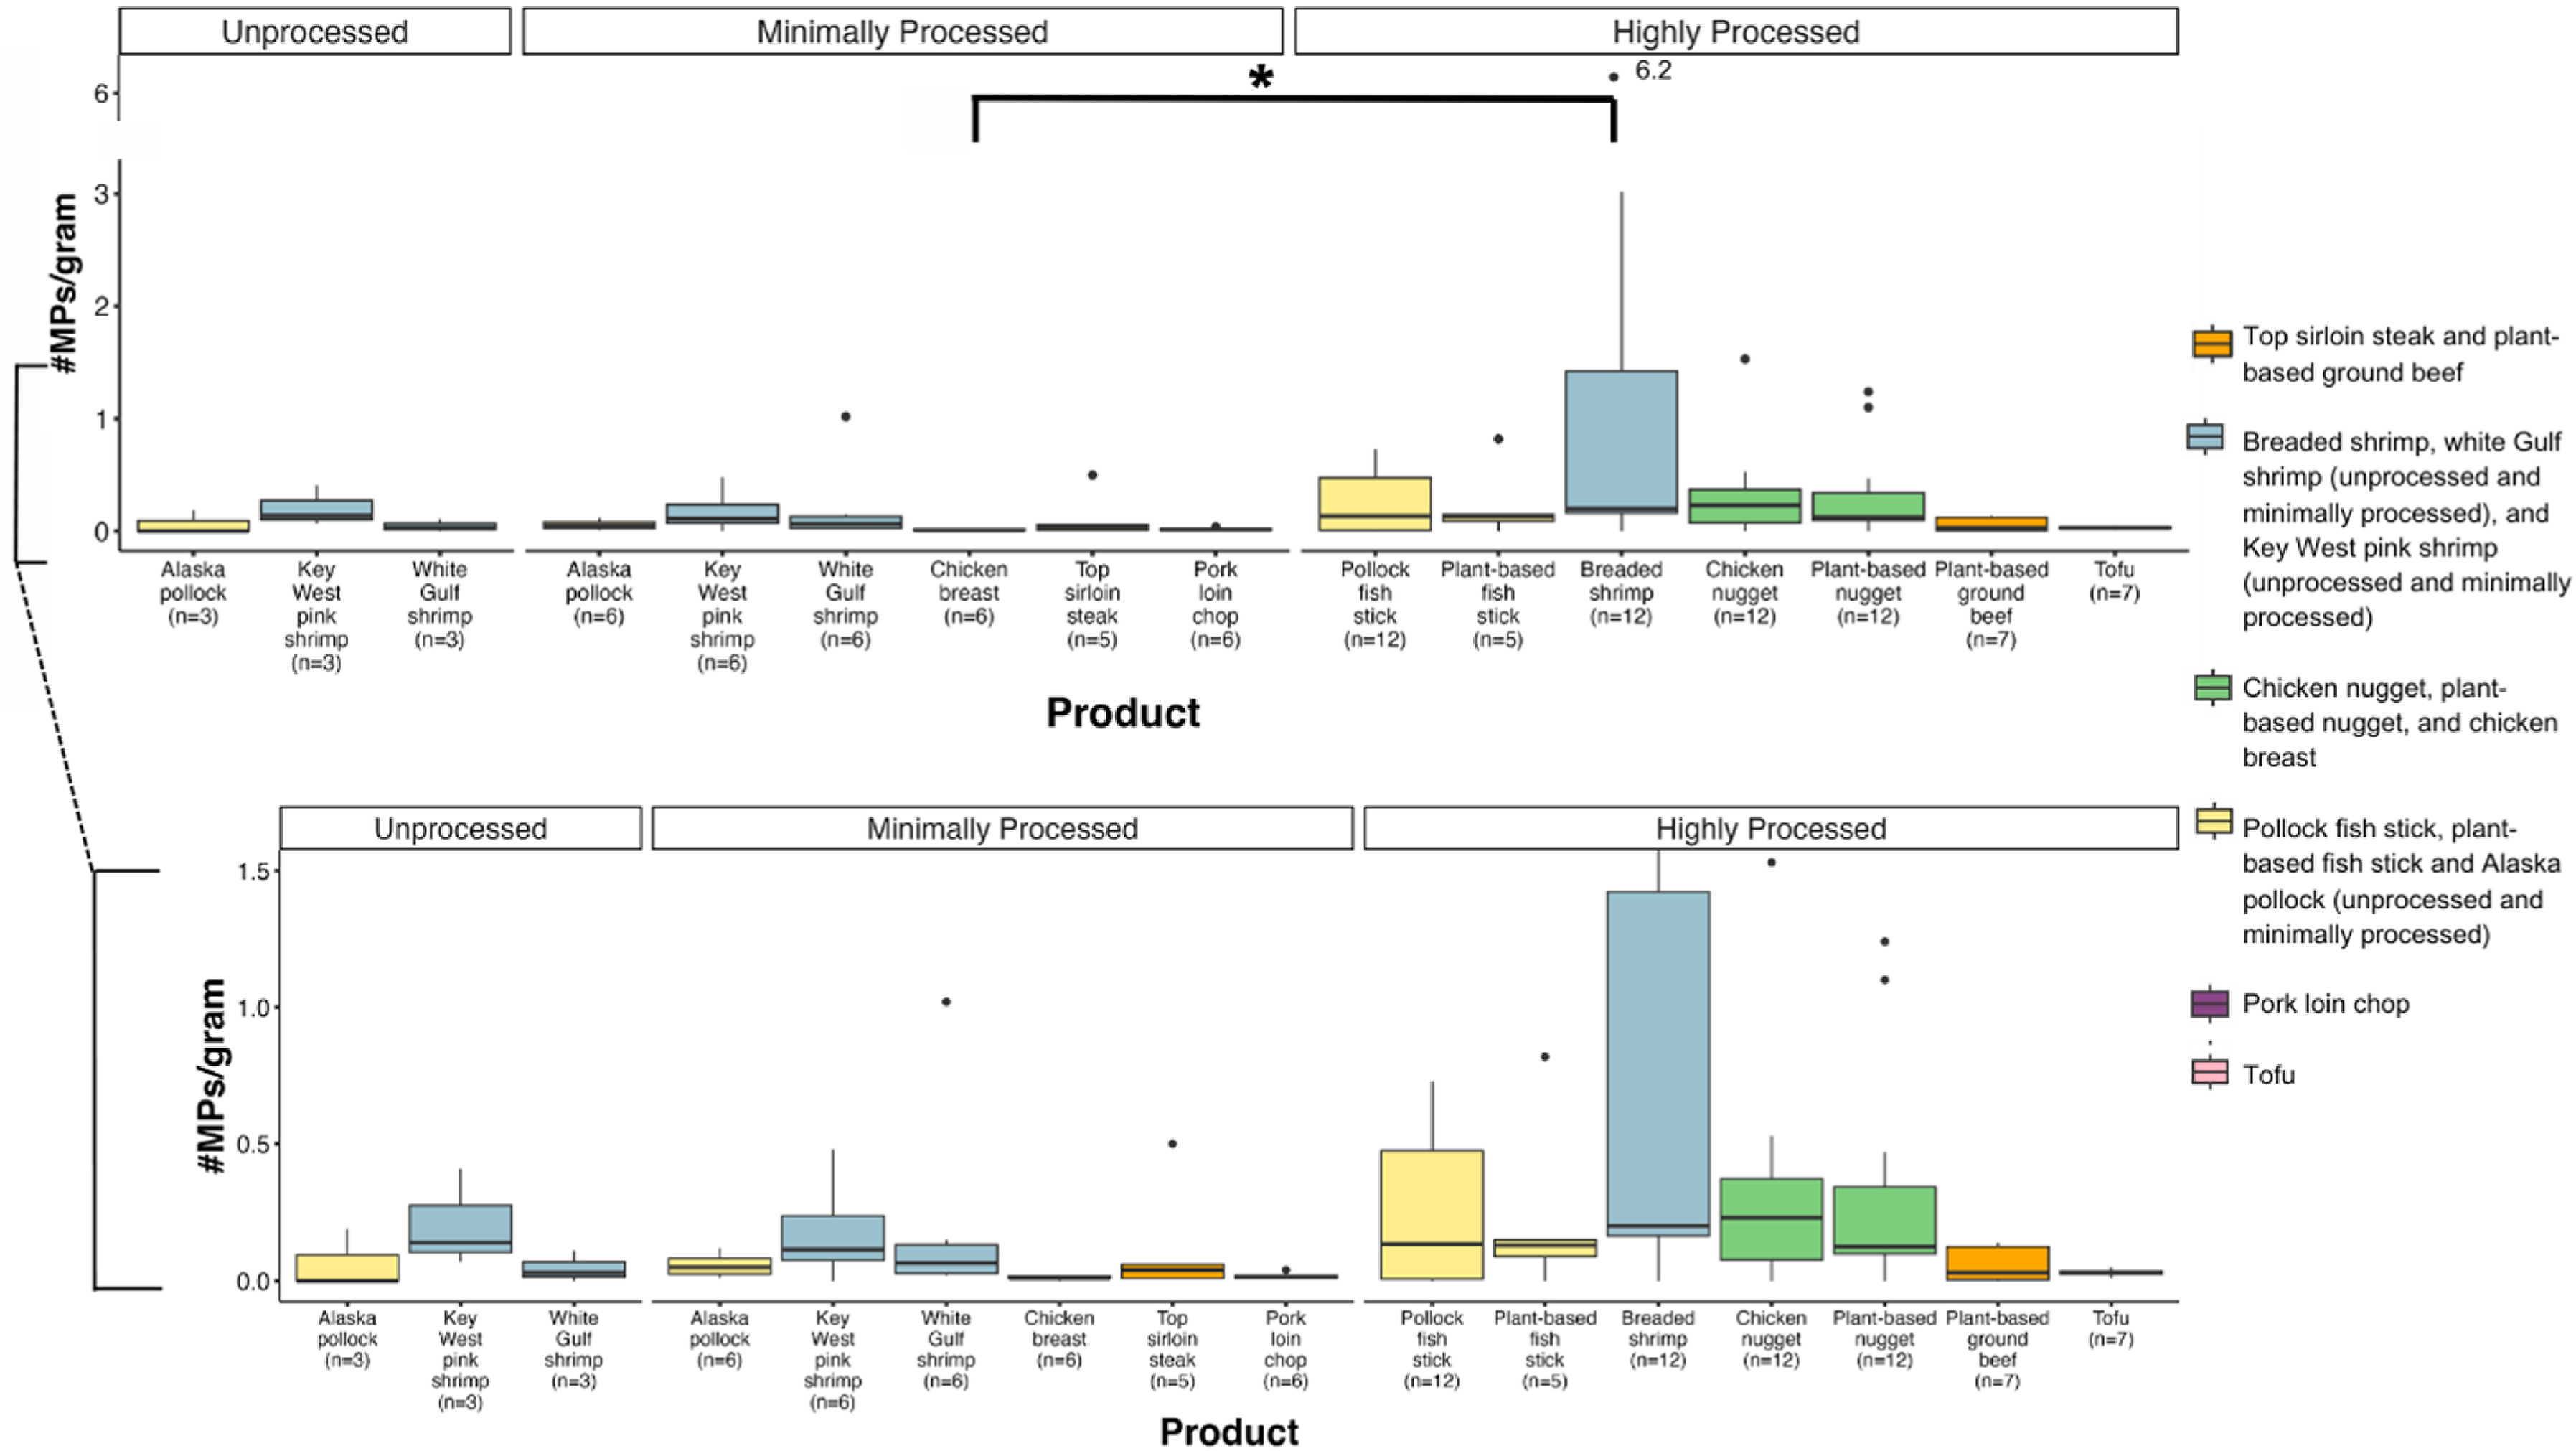 Unprocessed
Minimally Processed
Highly Processed
*
6.2
6
3
2
1
0
#MPs/gram
Alaska
pollock
(n=3)
Key
West
pink
shrimp
(n=3)
White
Gulf
shrimp
(n=3)
Alaska
pollock
(n=6)
Key
West
pink
shrimp
(n=6)
White
Gulf
shrimp
(n=6)
Chicken
breast
(n=6)
Top
sirloin
steak
(n=5)
Pork
loin
chop
(n=6)
Pollock
fish
stick
(n=12)
Plant-based
fish
stick
(n=5)
Breaded
shrimp
(n=12)
Chicken
nugget
(n=12)
Plant-based
nugget
(n=12)
Plant-based
ground
beef
(n=7)
Tofu
(n=7)
Product
Top sirloin steak and plant-
based ground beef
Breaded shrimp, white Gulf
shrimp (unprocessed and
minimally processed), and
Key West pink shrimp
(unprocessed and minimally
processed)
Chicken nugget, plant-
based nugget, and chicken
breast
Pollock fish stick, plant-
based fish stick and Alaska
pollock (unprocessed and
minimally processed)
Pork loin chop
Tofu
Unprocessed
Minimally Processed
Highly Processed
1.5
1.0
0.5
0.0
#MPs/gram
Alaska
pollock
(n=3)
Key
West
pink
shrimp
(n=3)
White
Gulf
shrimp
(n=3)
Alaska
pollock
(n=6)
Key
West
pink
shrimp
(n=6)
White
Gulf
shrimp
(n=6)
Chicken
breast
(n=6)
Top
sirloin
steak
(n=5)
Pork
loin
chop
(n=6)
Pollock
fish
stick
(n=12)
Plant-based
fish
stick
(n=5)
Breaded
shrimp
(n=12)
Chicken
nugget
(n=12)
Plant-based
nugget
(n=12)
Plant-based
ground
beef
(n=7)
Tofu
(n=7)
Product